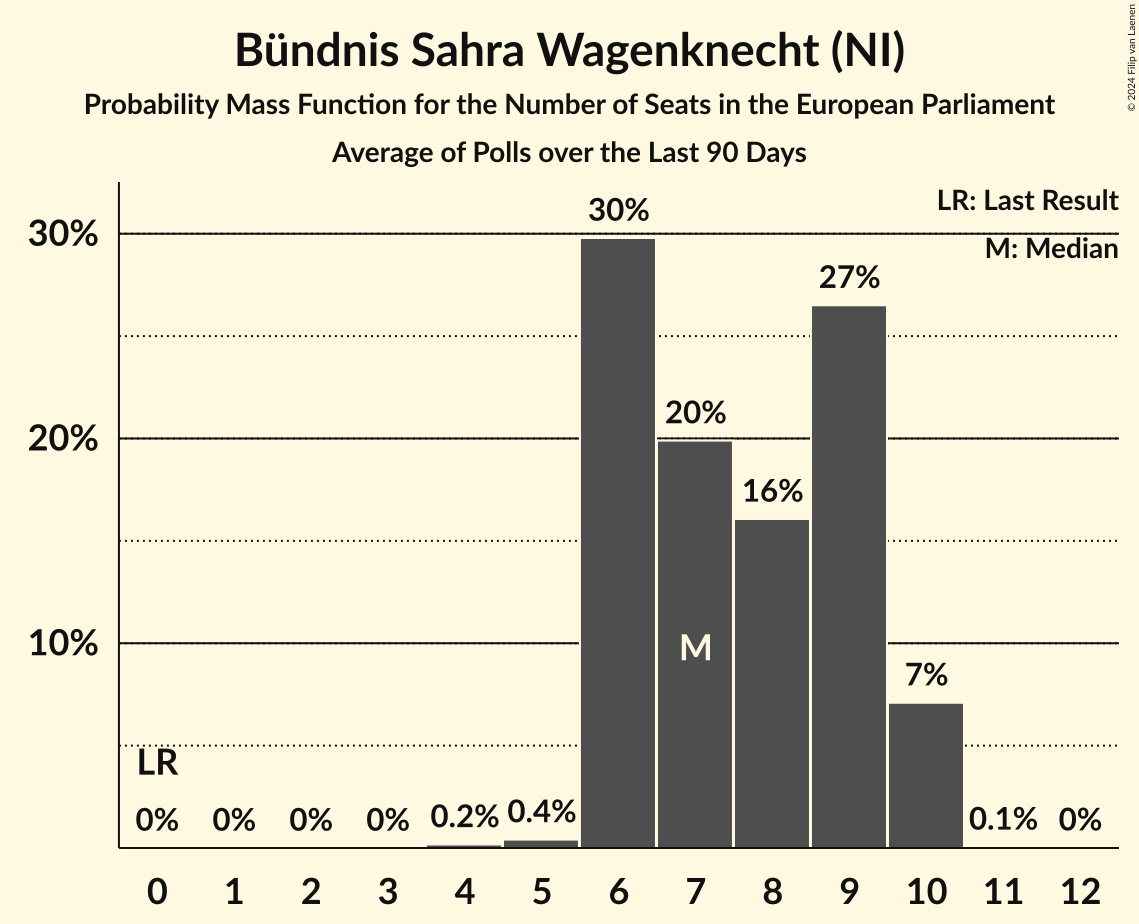 Bündnis Sahra Wagenknecht (NI)
Probability Mass Function for the Number of Seats in the European Parliament
Average of Polls over the Last 90 Days
© 2024 Filip van Laenen
LR: Last Result
M: Median
30%
20%
10%
30%
27%
20%
16%
M
7%
LR
0% 0% 0% 0% 0.2% 0.4% 0.1% 0%
0 1 2 3 4 5 6 7 8 9 10 11 12